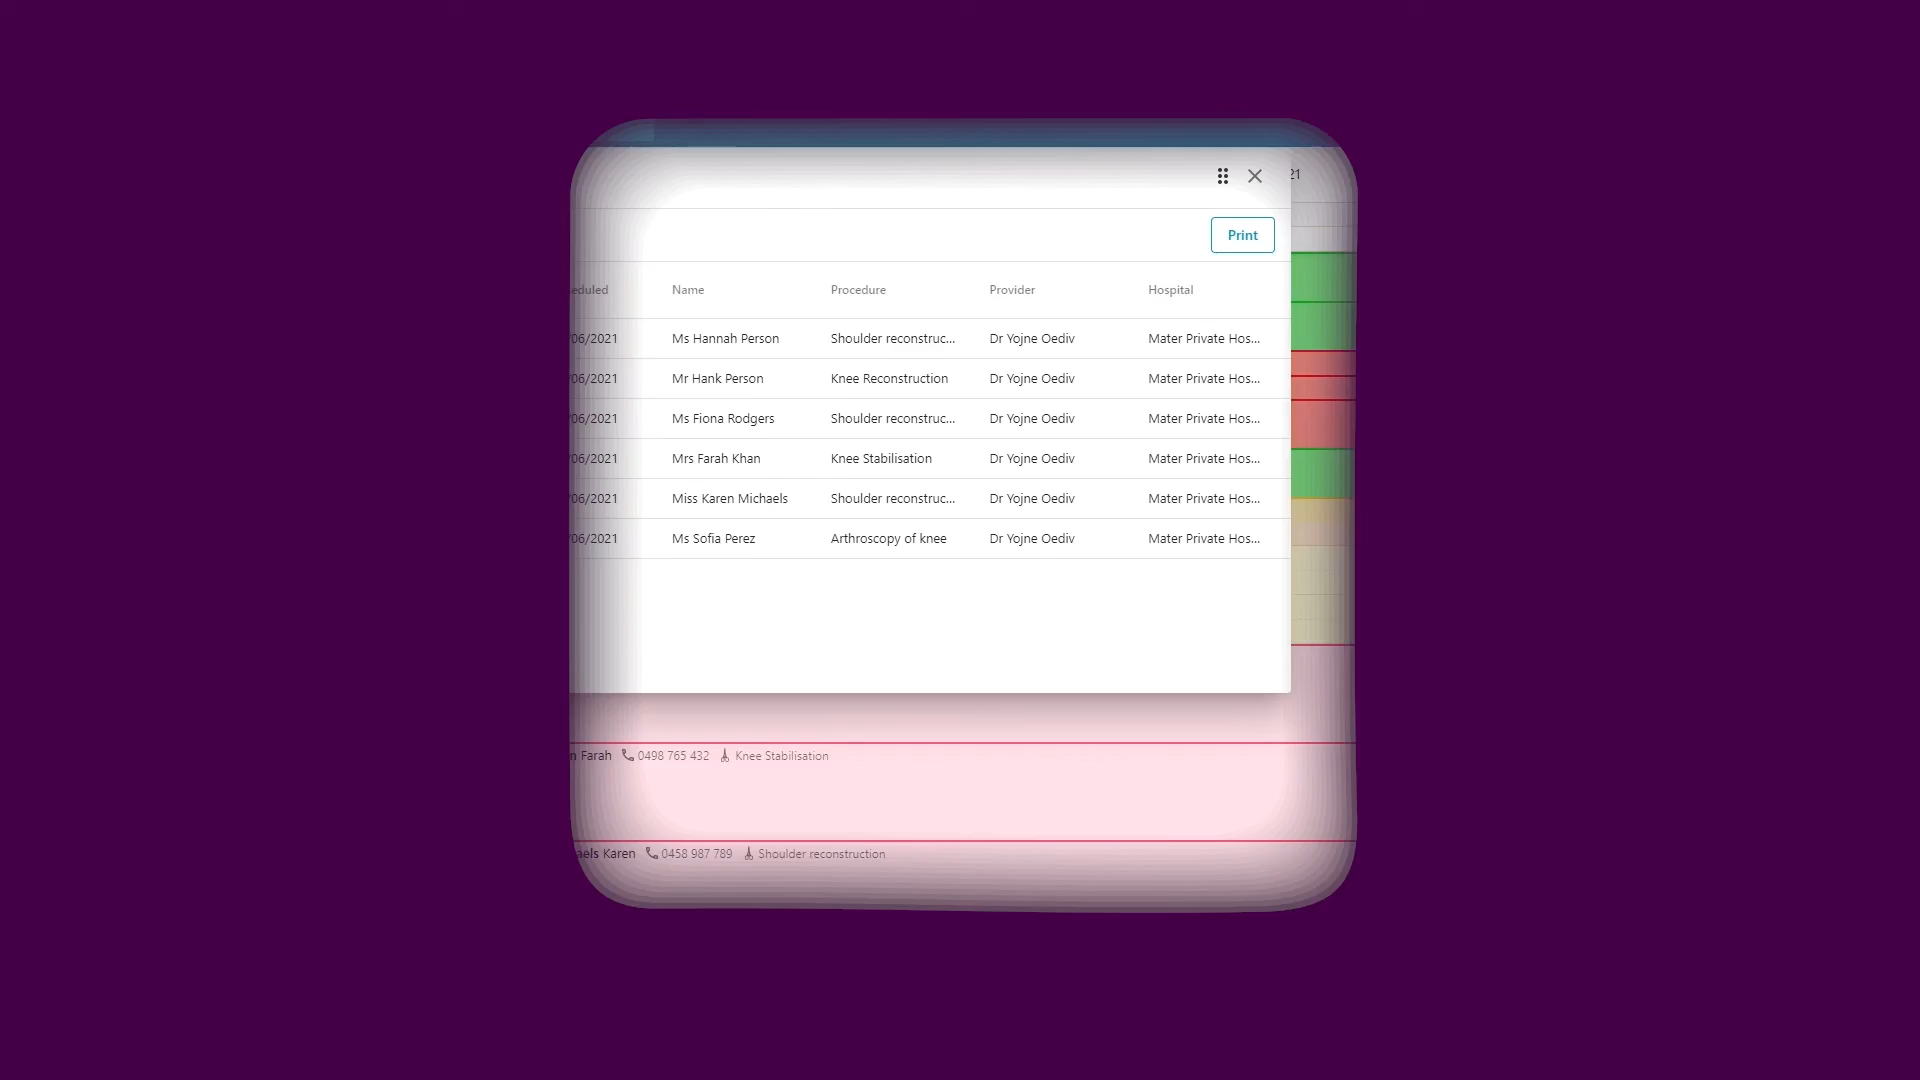 21
Print
eduled Name Procedure Provider Hospital
/06/2021 Ms Hannah Person Shoulder reconstruc... Dr Yojne Oediv Mater Private Hos...
/06/2021 Mr Hank Person Knee Reconstruction Dr Yojne Oediv Mater Private Hos...
/06/2021 Ms Fiona Rodgers Shoulder reconstruc... Dr Yojne Oediv Mater Private Hos...
/06/2021 Mrs Farah Khan Knee Stabilisation Dr Yojne Oediv Mater Private Hos...
/06/2021 Miss Karen Michaels Shoulder reconstruc... Dr Yojne Oediv Mater Private Hos...
/06/2021 Ms Sofia Perez Arthroscopy of knee Dr Yojne Oediv Mater Private Hos...
n Farah 0498 765 432 Knee Stabilisation
aels Karen 0458 987 789 Shoulder reconstruction